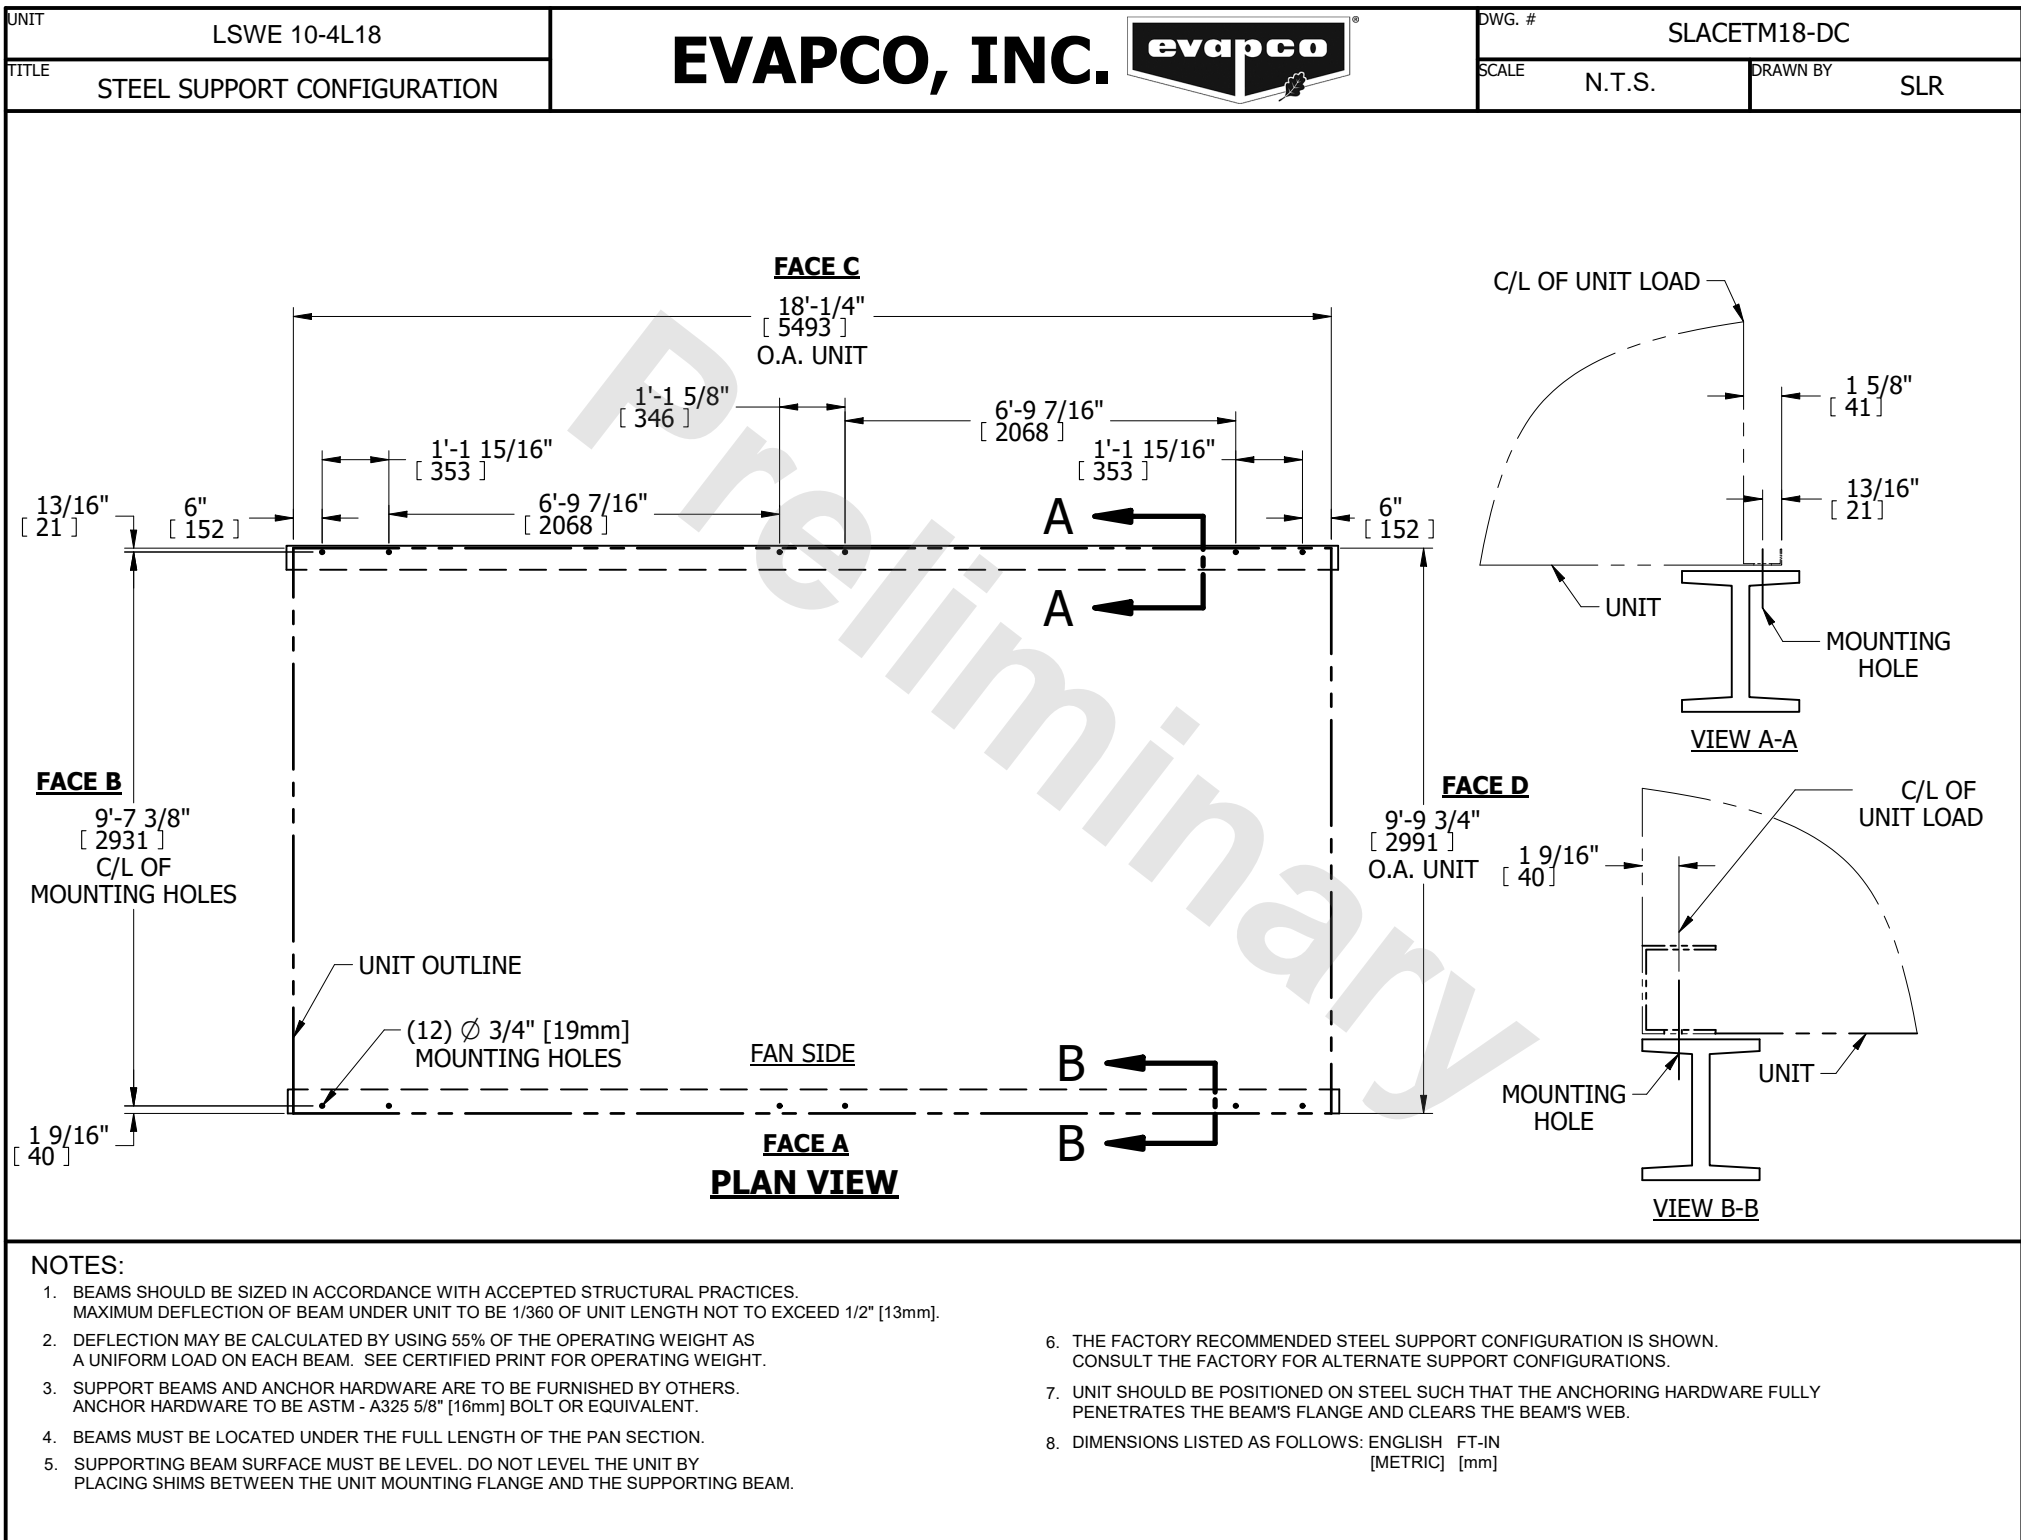 UNIT
LSWE 10-4L18
TITLE
STEEL SUPPORT CONFIGURATION
EVAPCO, INC.
evapco
®
DWG. #
SLACETM18-DC
SCALE
N.T.S.
DRAWN BY
SLR
FACE C
18'-1/4"
[ 5493 ]
O.A. UNIT
1'-1 5/8"
[ 346 ]
6'-9 7/16"
[ 2068 ]
1'-1 15/16"
[ 353 ]
1'-1 15/16"
[ 353 ]
13/16"
[ 21 ]
6"
[ 152 ]
6'-9 7/16"
[ 2068 ]
A
6"
[ 152 ]
A
FACE B
9'-7 3/8"
[ 2931 ]
C/L OF
MOUNTING HOLES
FACE D
9'-9 3/4"
[ 2991 ]
O.A. UNIT
UNIT OUTLINE
(12) Ø 3/4" [19mm]
MOUNTING HOLES
FAN SIDE
B
B
1 9/16"
[ 40 ]
FACE A
PLAN VIEW
Preliminary
C/L OF UNIT LOAD
1 5/8"
[ 41 ]
13/16"
[ 21 ]
UNIT
MOUNTING
HOLE
VIEW A-A
C/L OF
UNIT LOAD
1 9/16"
[ 40 ]
UNIT
MOUNTING
HOLE
VIEW B-B
NOTES:
1. BEAMS SHOULD BE SIZED IN ACCORDANCE WITH ACCEPTED STRUCTURAL PRACTICES.
MAXIMUM DEFLECTION OF BEAM UNDER UNIT TO BE 1/360 OF UNIT LENGTH NOT TO EXCEED 1/2" [13mm].
2. DEFLECTION MAY BE CALCULATED BY USING 55% OF THE OPERATING WEIGHT AS
A UNIFORM LOAD ON EACH BEAM. SEE CERTIFIED PRINT FOR OPERATING WEIGHT.
3. SUPPORT BEAMS AND ANCHOR HARDWARE ARE TO BE FURNISHED BY OTHERS.
ANCHOR HARDWARE TO BE ASTM - A325 5/8" [16mm] BOLT OR EQUIVALENT.
4. BEAMS MUST BE LOCATED UNDER THE FULL LENGTH OF THE PAN SECTION.
5. SUPPORTING BEAM SURFACE MUST BE LEVEL. DO NOT LEVEL THE UNIT BY
PLACING SHIMS BETWEEN THE UNIT MOUNTING FLANGE AND THE SUPPORTING BEAM.
6. THE FACTORY RECOMMENDED STEEL SUPPORT CONFIGURATION IS SHOWN.
CONSULT THE FACTORY FOR ALTERNATE SUPPORT CONFIGURATIONS.
7. UNIT SHOULD BE POSITIONED ON STEEL SUCH THAT THE ANCHORING HARDWARE FULLY
PENETRATES THE BEAM'S FLANGE AND CLEARS THE BEAM'S WEB.
8. DIMENSIONS LISTED AS FOLLOWS: ENGLISH FT-IN
[METRIC] [mm]